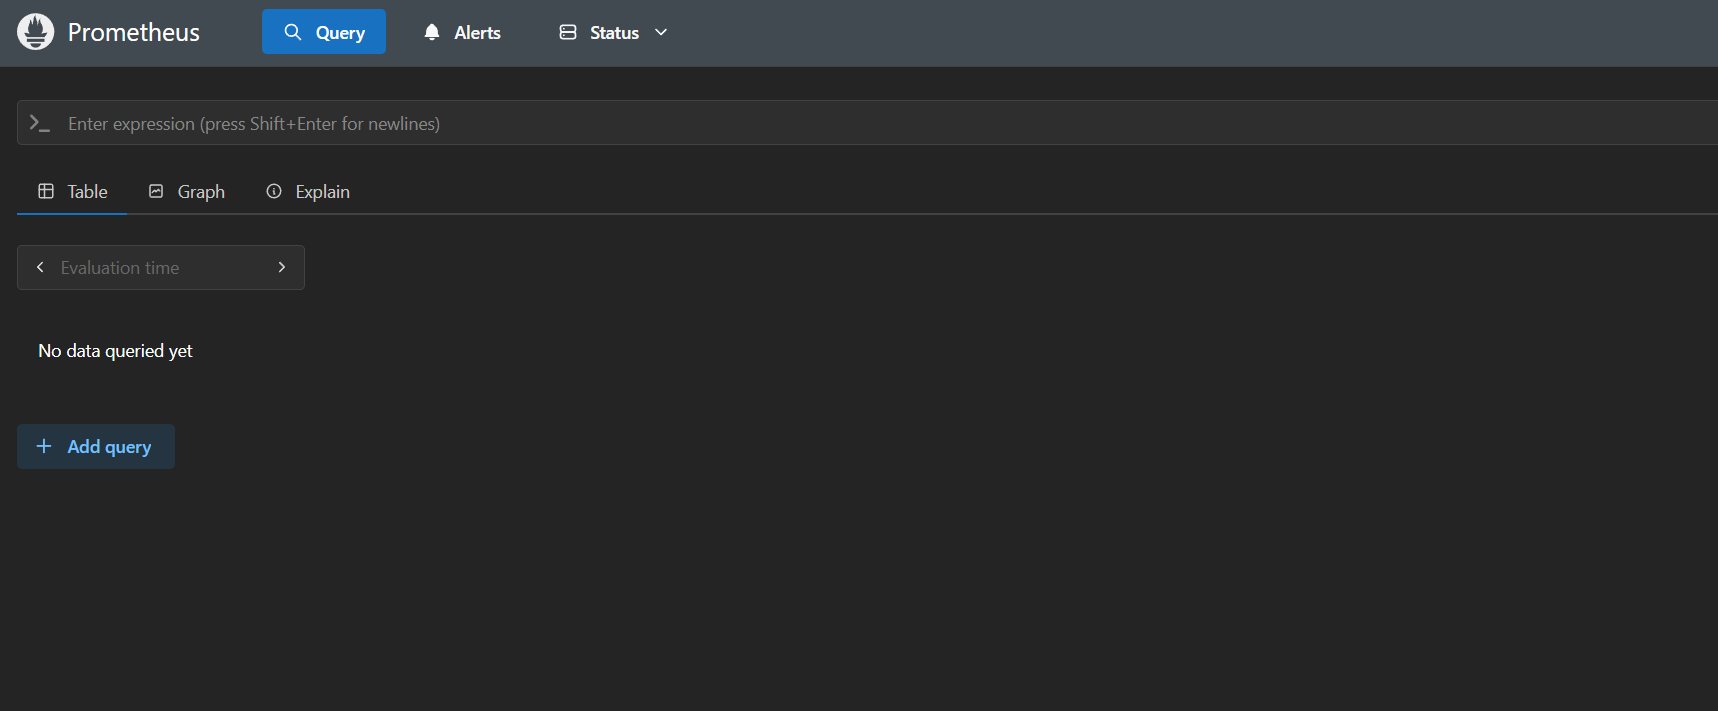 Prometheus Query Alerts Status
Enter expression (press Shift+Enter for newlines)
Table Graph Explain
Evaluation time
No data queried yet
Add query